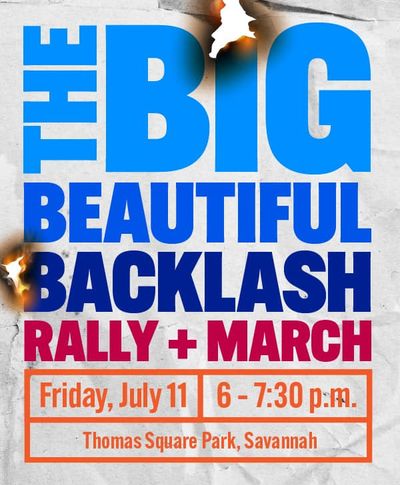 THE BIG
BEAUTIFUL
BACKLASH
RALLY + MARCH
Friday, July 11
6 - 7:30 p.m.
Thomas Square Park, Savannah